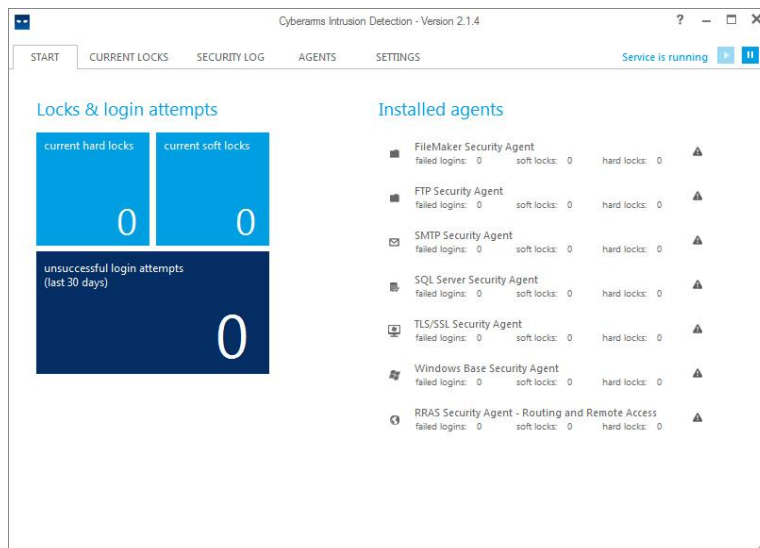 Cyberarms Intrusion Detection - Version 2.1.4
START CURRENT LOCKS SECURITY LOG AGENTS SETTINGS Service is running
Locks & login attempts
current hard locks
0
current soft locks
0
unsuccessful login attempts
(last 30 days)
0
Installed agents
FileMaker Security Agent
failed logins: 0 soft locks: 0 hard locks: 0
FTP Security Agent
failed logins: 0 soft locks: 0 hard locks: 0
SMTP Security Agent
failed logins: 0 soft locks: 0 hard locks: 0
SQL Server Security Agent
failed logins: 0 soft locks: 0 hard locks: 0
TLS/SSL Security Agent
failed logins: 0 soft locks: 0 hard locks: 0
Windows Base Security Agent
failed logins: 0 soft locks: 0 hard locks: 0
RRAS Security Agent - Routing and Remote Access
failed logins: 0 soft locks: 0 hard locks: 0